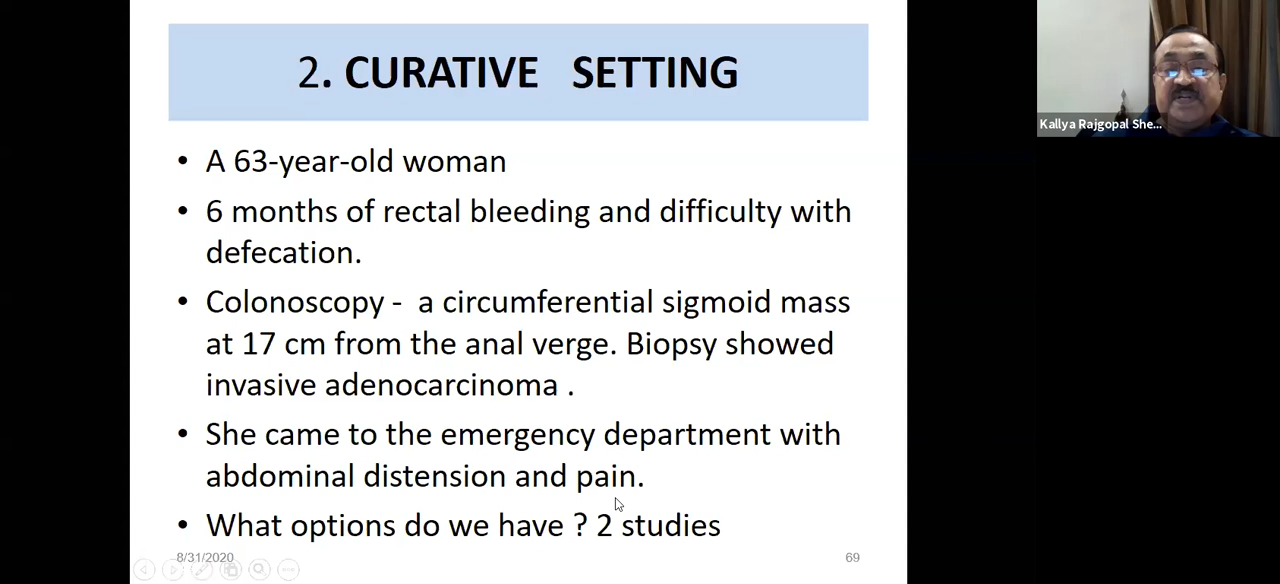 2. CURATIVE SETTING
Kallya Rajgopal She...
• A 63-year-old woman
• 6 months of rectal bleeding and difficulty with
defecation.
• Colonoscopy - a circumferential sigmoid mass
at 17 cm from the anal verge. Biopsy showed
invasive adenocarcinoma .
• She came to the emergency department with
abdominal distension and pain.
• What options do we have ? 2 studies
8/31/2020
69